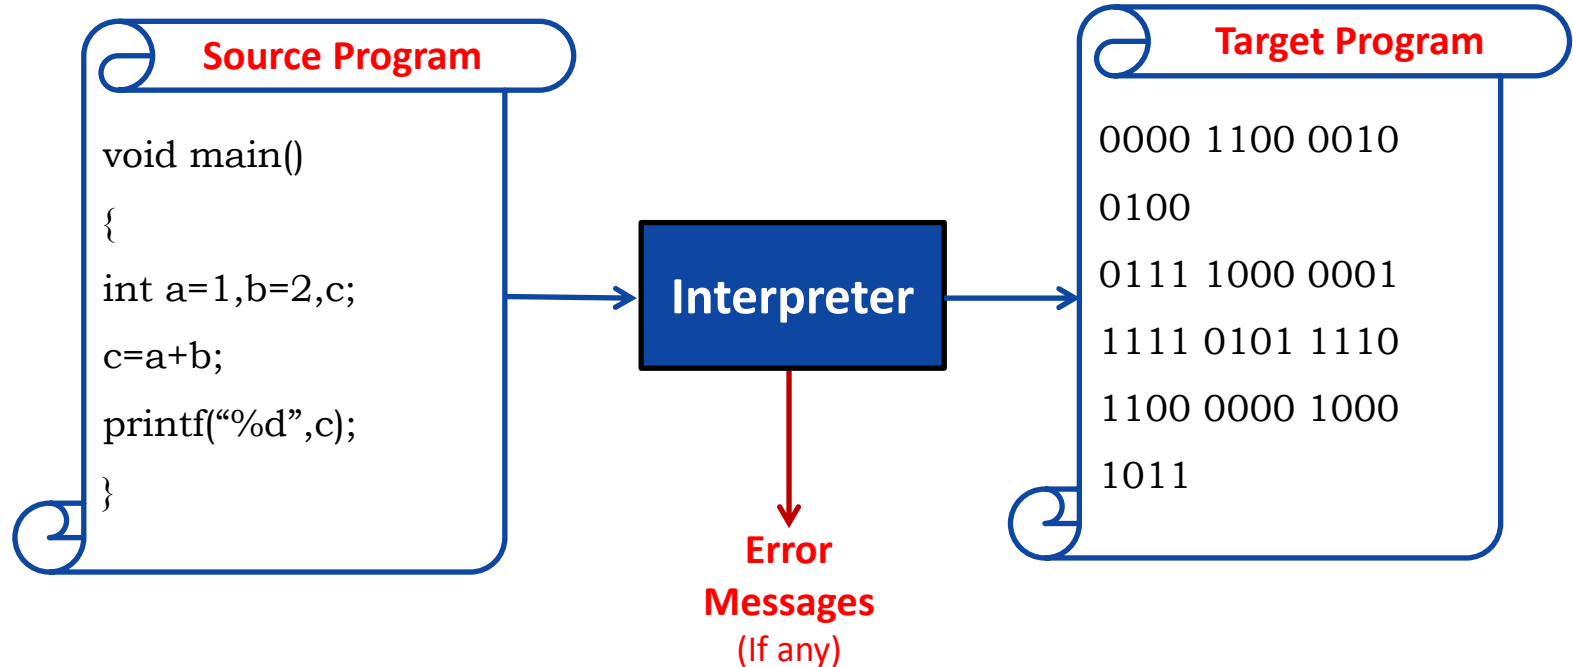 Source Program
void main()
{
int a=1,b=2,c;
c=a+b;
printf(“%d”,c);
}
Interpreter
Error
Messages
(If any)
Target Program
0000 1100 0010
0100
0111 1000 0001
1111 0101 1110
1100 0000 1000
1011